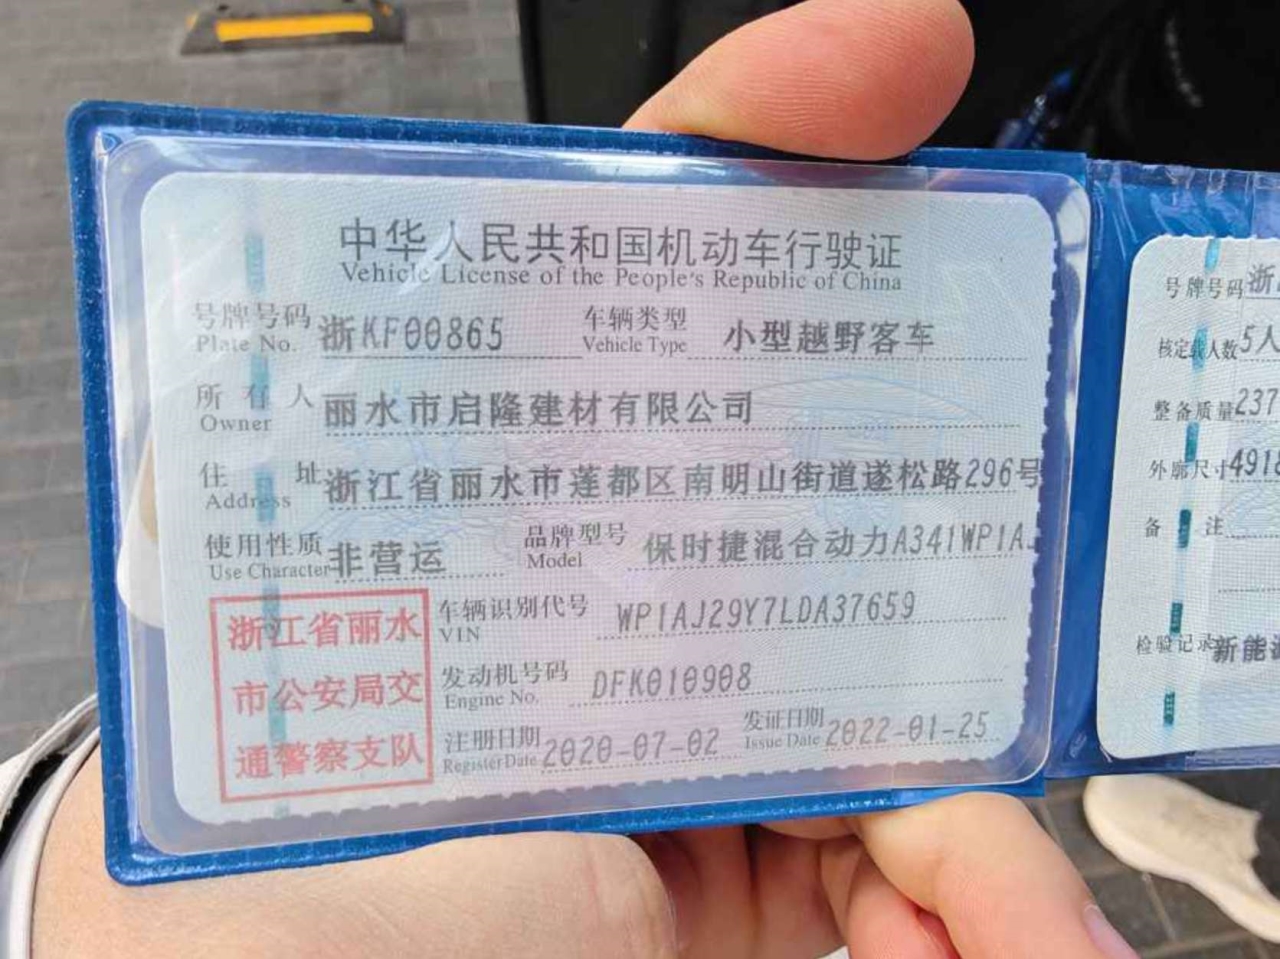 中华人民共和国机动车行驶证
Vehicle License of the People's Republic of China
号牌号码 浙KF00865 车辆类型 小型越野客车
Plate No. Vehicle Type
所有人 丽水市启隆建材有限公司
Owner
住址 浙江省丽水市莲都区南明山街道遂松路296号
Address
使用性质 非营运 品牌型号 保时捷混合动力A341WP1A
Use Character Model
浙江省丽水
市公安局交
通警察支队
车辆识别代号 WP1AJ29Y7LDA37659
VIN
发动机号码 DFK010908
Engine No.
注册日期 2020-07-02 发证日期 2022-01-25
Register Date Issue Date
号牌号码 浙
核定载人数 5人
整备质量 237
外廓尺寸 491
备注
检验记录 新能